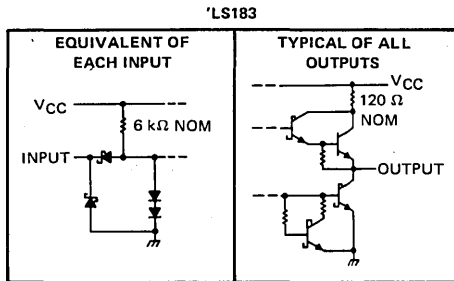 'LS183
EQUIVALENT OF
EACH INPUT
VCC
6 kΩ NOM
INPUT
TYPICAL OF ALL
OUTPUTS
VCC
120 Ω
NOM
OUTPUT